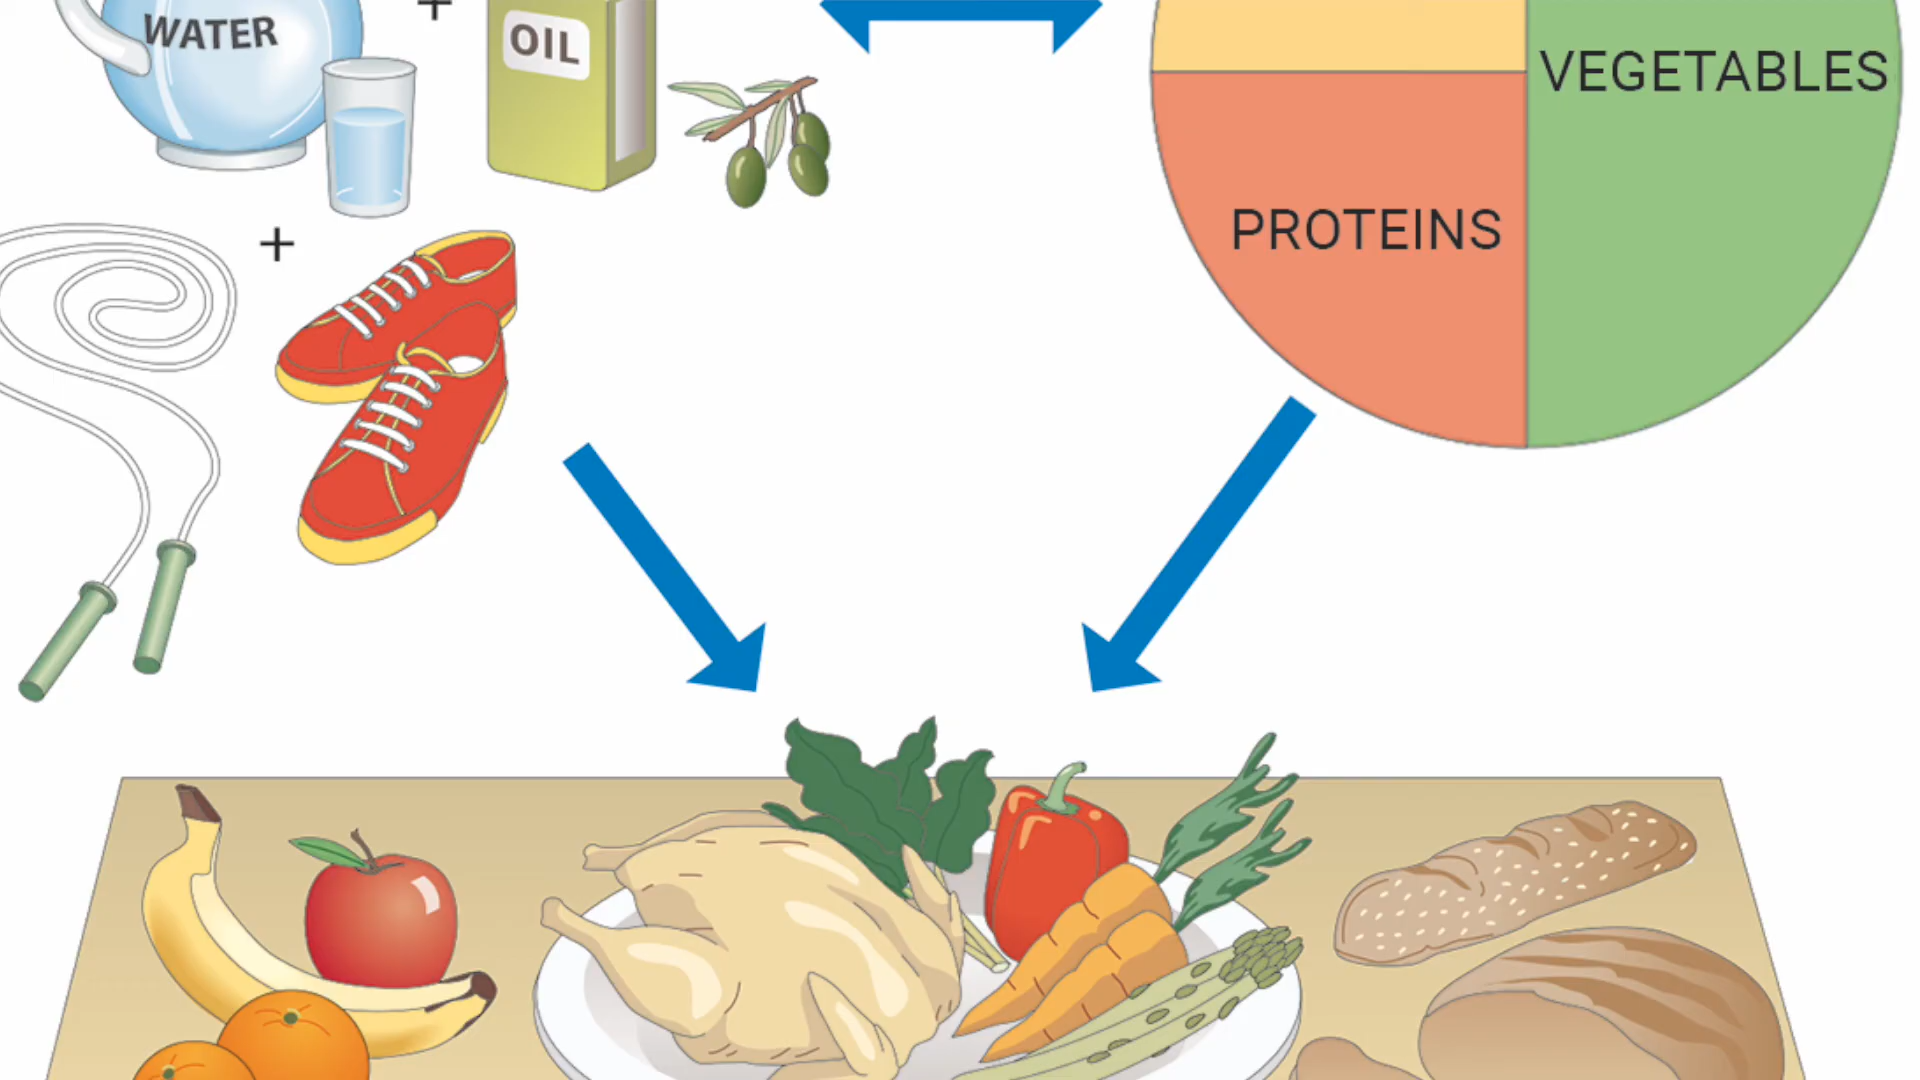 WATER
+
OIL
VEGETABLES
PROTEINS
+